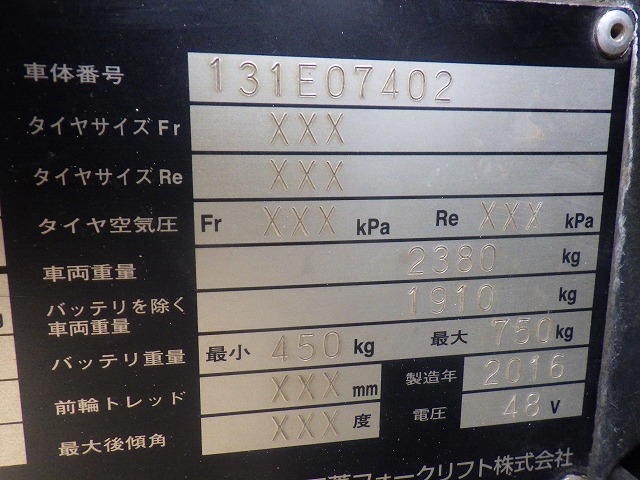 車体番号 131E07402
タイヤサイズ Fr XXX
タイヤサイズ Re XXX
タイヤ空気圧 Fr XXX kPa Re XXX kPa
車両重量 2380 kg
バッテリを除く
車両重量 1910 kg
バッテリ重量 最小 450 kg 最大 750 kg
前輪トレッド XXX mm 製造年 2016
最大後傾角 XXX 度 電圧 48 V
フォークリフト株式会社